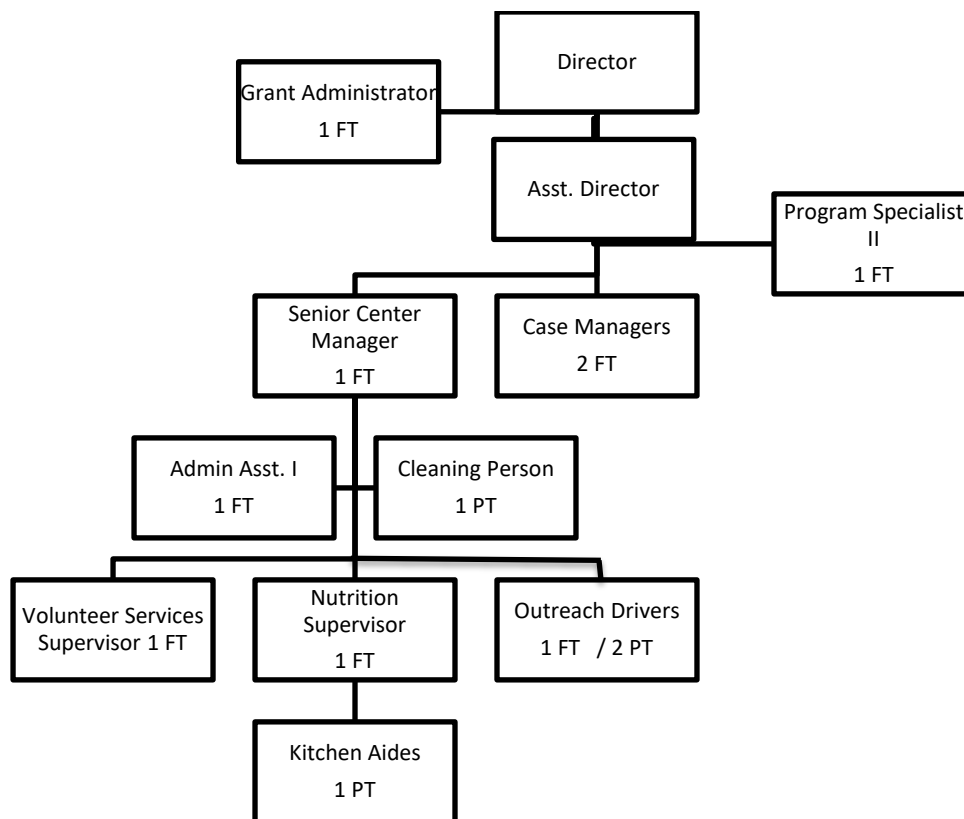 Director
Grant Administrator
1 FT
Asst. Director
Program Specialist
II
1 FT
Senior Center
Manager
1 FT
Case Managers
2 FT
Admin Asst. I
1 FT
Cleaning Person
1 PT
Volunteer Services
Supervisor 1 FT
Nutrition
Supervisor
1 FT
Outreach Drivers
1 FT / 2 PT
Kitchen Aides
1 PT